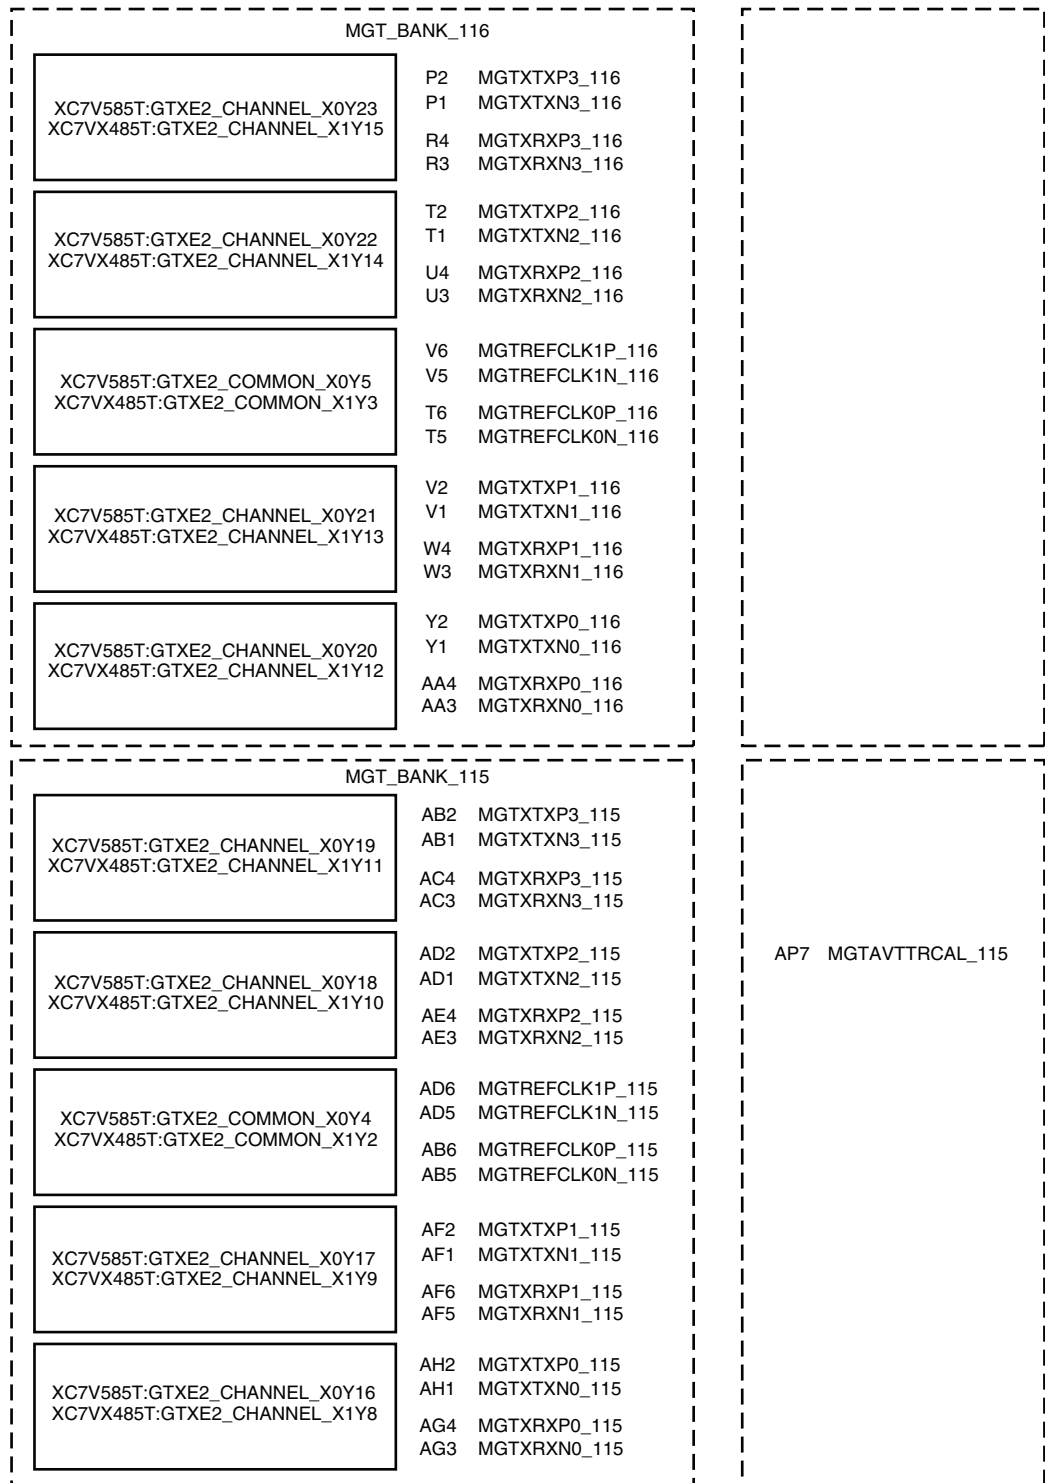 MGT_BANK_116
XC7V585T:GTXE2_CHANNEL_X0Y23
XC7VX485T:GTXE2_CHANNEL_X1Y15
P2 MGTXTXP3_116
P1 MGTXTXN3_116
R4 MGTXRXP3_116
R3 MGTXRXN3_116
XC7V585T:GTXE2_CHANNEL_X0Y22
XC7VX485T:GTXE2_CHANNEL_X1Y14
T2 MGTXTXP2_116
T1 MGTXTXN2_116
U4 MGTXRXP2_116
U3 MGTXRXN2_116
XC7V585T:GTXE2_COMMON_X0Y5
XC7VX485T:GTXE2_COMMON_X1Y3
V6 MGTREFCLK1P_116
V5 MGTREFCLK1N_116
T6 MGTREFCLK0P_116
T5 MGTREFCLK0N_116
XC7V585T:GTXE2_CHANNEL_X0Y21
XC7VX485T:GTXE2_CHANNEL_X1Y13
V2 MGTXTXP1_116
V1 MGTXTXN1_116
W4 MGTXRXP1_116
W3 MGTXRXN1_116
XC7V585T:GTXE2_CHANNEL_X0Y20
XC7VX485T:GTXE2_CHANNEL_X1Y12
Y2 MGTXTXP0_116
Y1 MGTXTXN0_116
AA4 MGTXRXP0_116
AA3 MGTXRXN0_116
MGT_BANK_115
XC7V585T:GTXE2_CHANNEL_X0Y19
XC7VX485T:GTXE2_CHANNEL_X1Y11
AB2 MGTXTXP3_115
AB1 MGTXTXN3_115
AC4 MGTXRXP3_115
AC3 MGTXRXN3_115
XC7V585T:GTXE2_CHANNEL_X0Y18
XC7VX485T:GTXE2_CHANNEL_X1Y10
AD2 MGTXTXP2_115
AD1 MGTXTXN2_115
AE4 MGTXRXP2_115
AE3 MGTXRXN2_115
XC7V585T:GTXE2_COMMON_X0Y4
XC7VX485T:GTXE2_COMMON_X1Y2
AD6 MGTREFCLK1P_115
AD5 MGTREFCLK1N_115
AB6 MGTREFCLK0P_115
AB5 MGTREFCLK0N_115
XC7V585T:GTXE2_CHANNEL_X0Y17
XC7VX485T:GTXE2_CHANNEL_X1Y9
AF2 MGTXTXP1_115
AF1 MGTXTXN1_115
AF6 MGTXRXP1_115
AF5 MGTXRXN1_115
XC7V585T:GTXE2_CHANNEL_X0Y16
XC7VX485T:GTXE2_CHANNEL_X1Y8
AH2 MGTXTXP0_115
AH1 MGTXTXN0_115
AG4 MGTXRXP0_115
AG3 MGTXRXN0_115
AP7 MGTAVTTRCAL_115